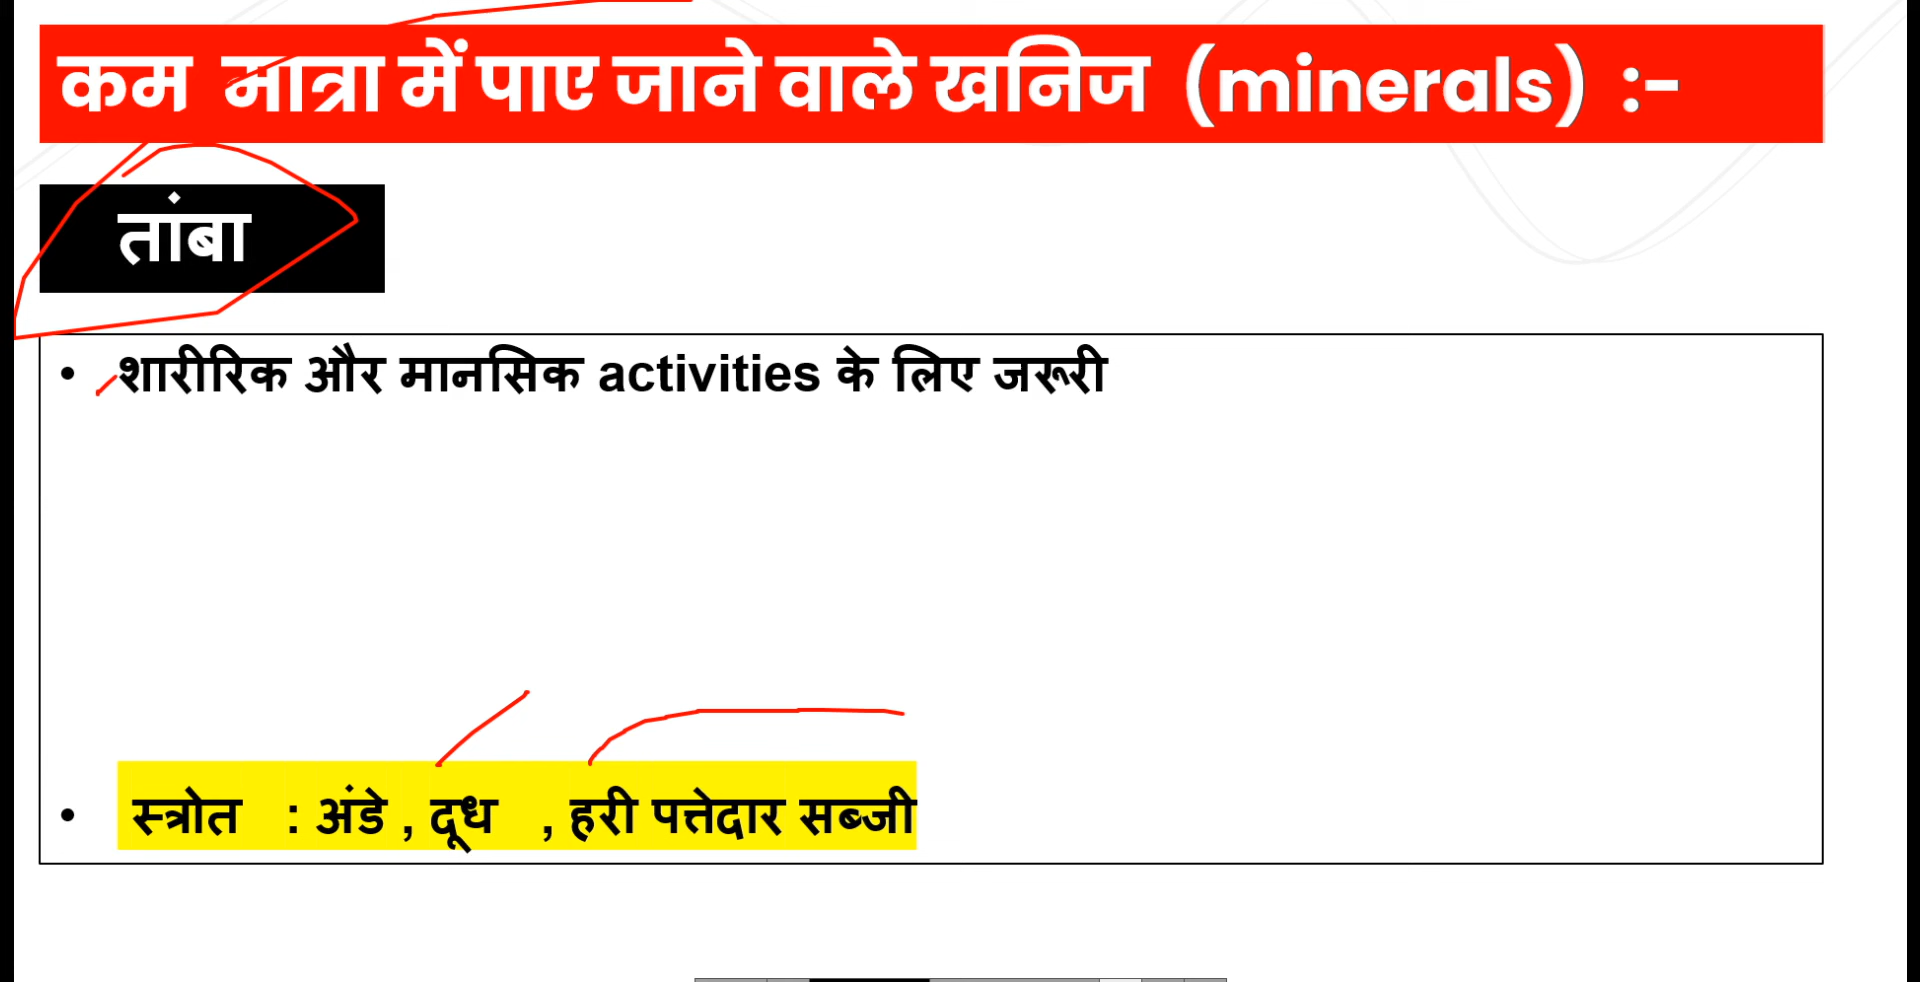 कम मात्रा में पाए जाने वाले खनिज (minerals) :-
तांबा
• शारीरिक और मानसिक activities के लिए जरूरी
• स्त्रोत : अंडे , दूध , हरी पत्तेदार सब्जी